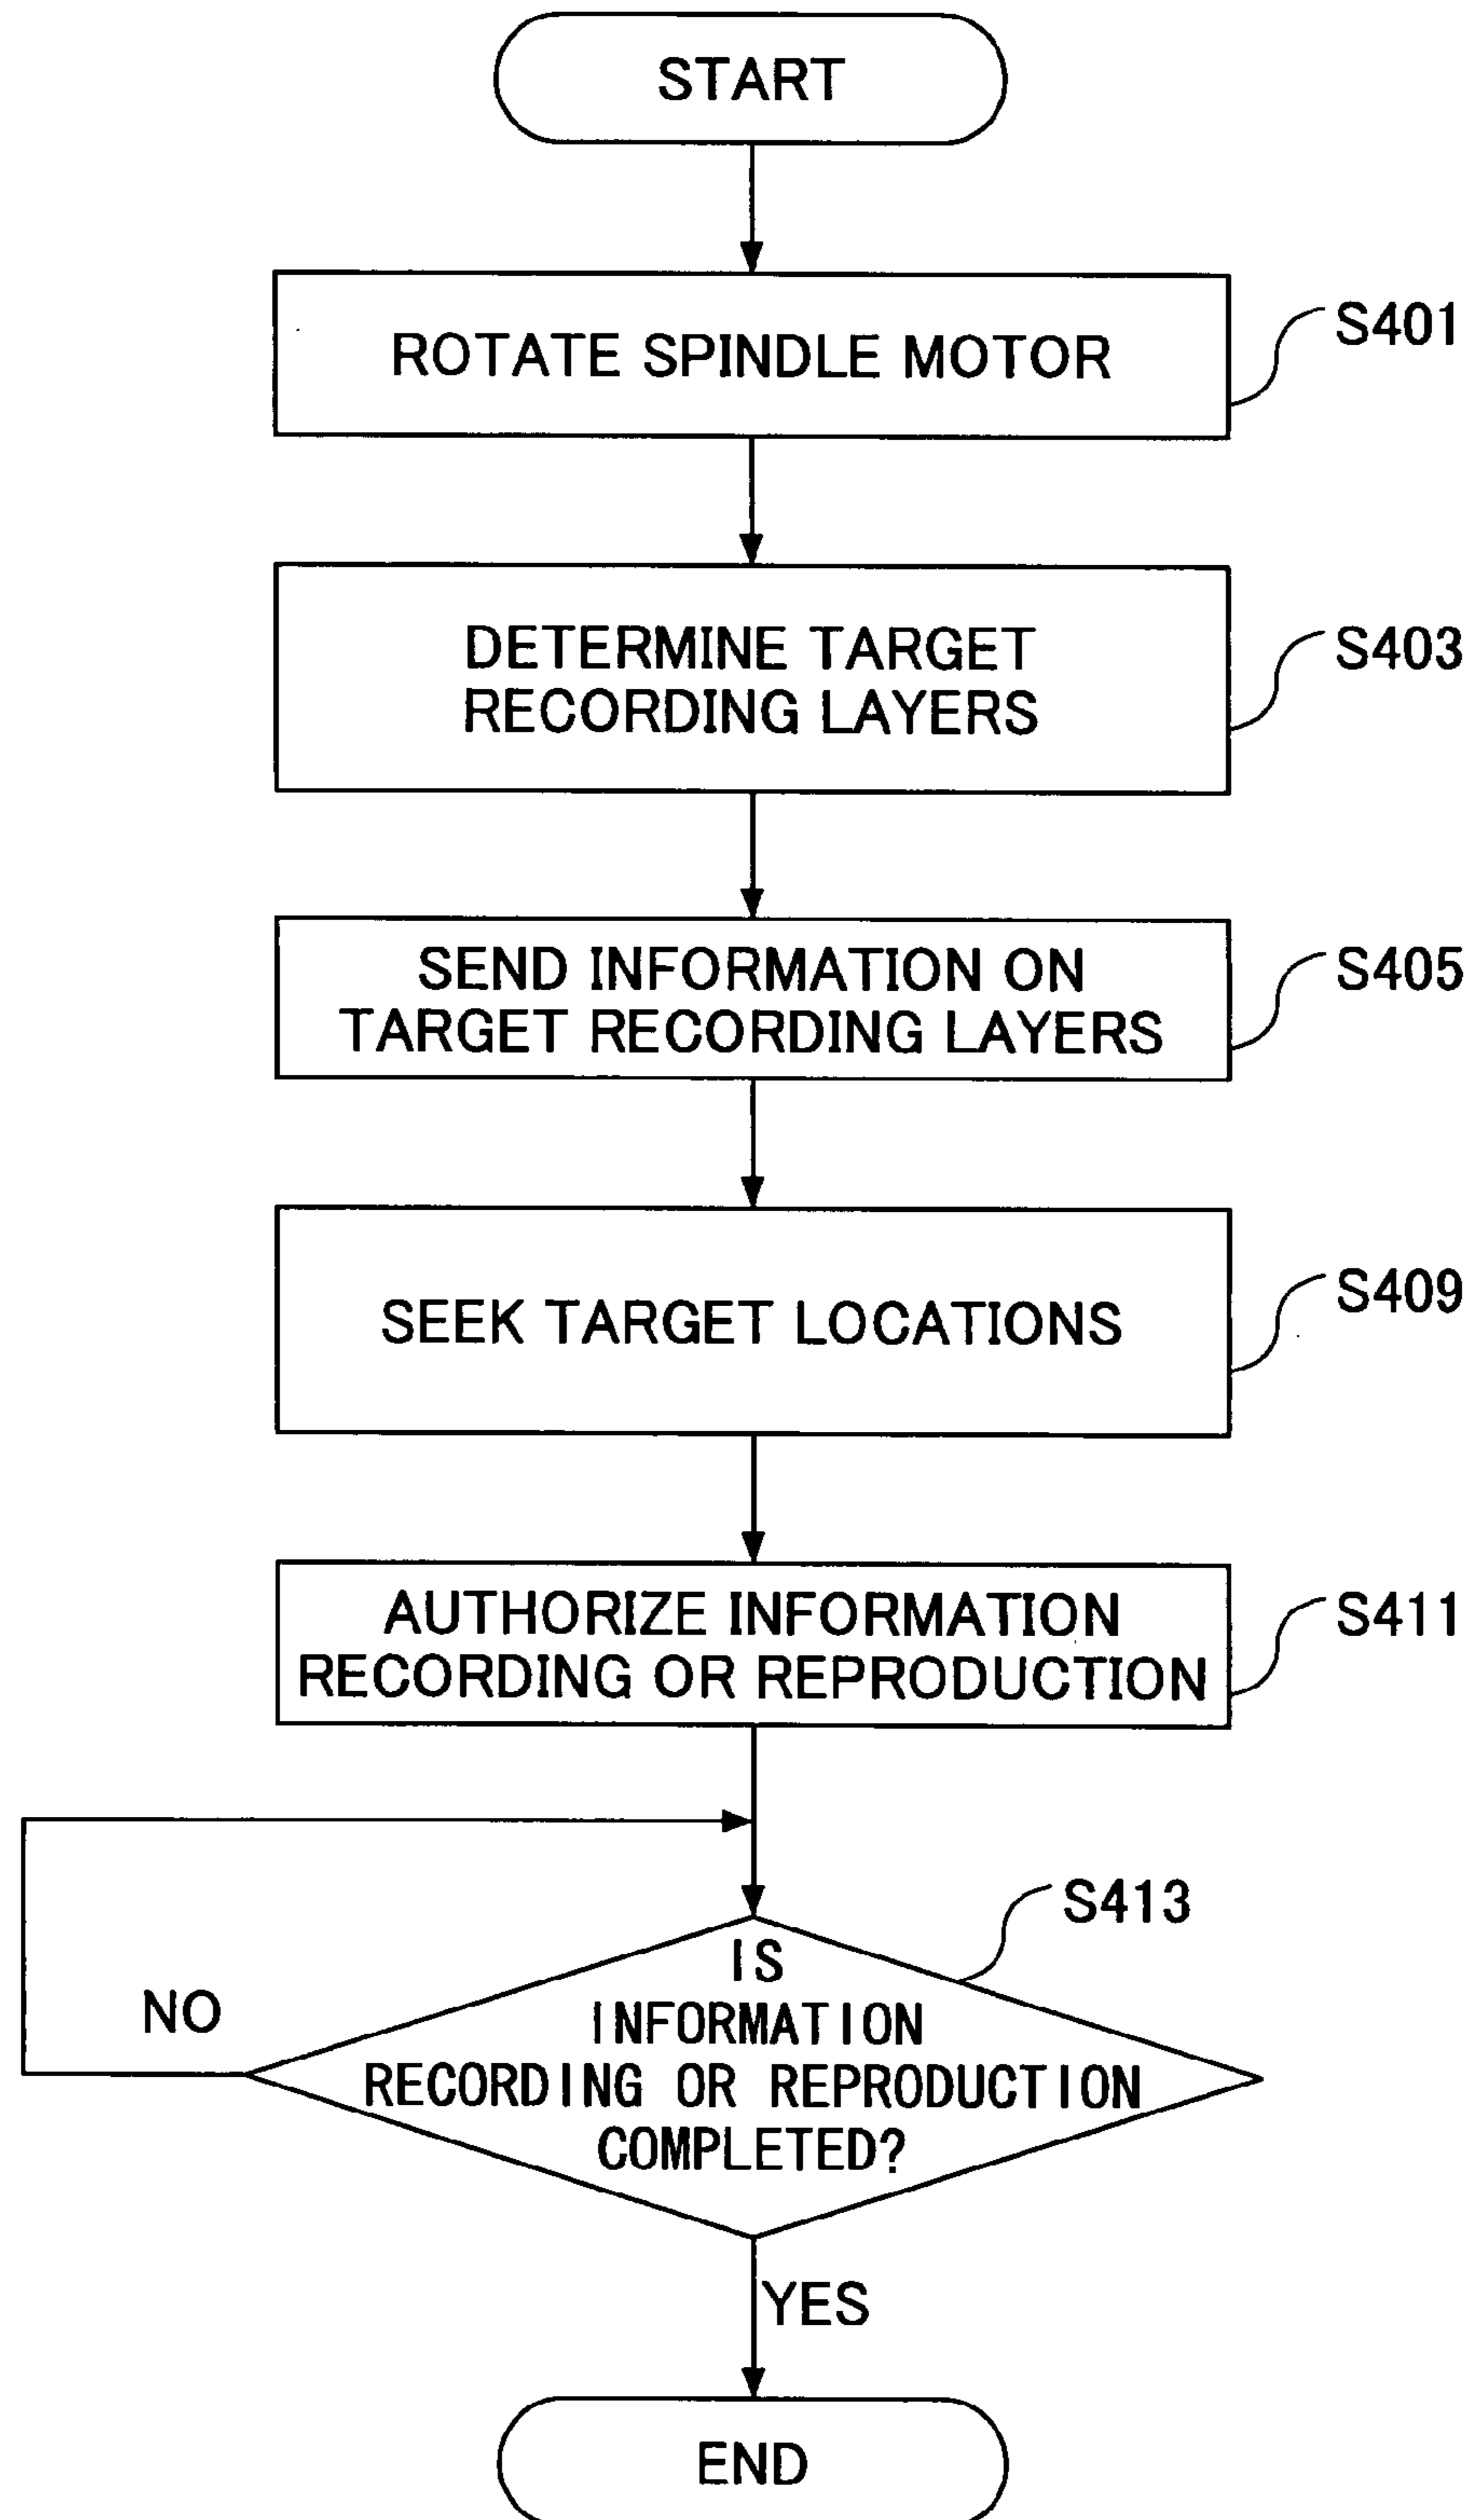 START
ROTATE SPINDLE MOTOR
S401
DETERMINE TARGET
RECORDING LAYERS
S403
SEND INFORMATION ON
TARGET RECORDING LAYERS
S405
SEEK TARGET LOCATIONS
S409
AUTHORIZE INFORMATION
RECORDING OR REPRODUCTION
S411
S413
IS
INFORMATION
RECORDING OR REPRODUCTION
COMPLETED?
NO
YES
END